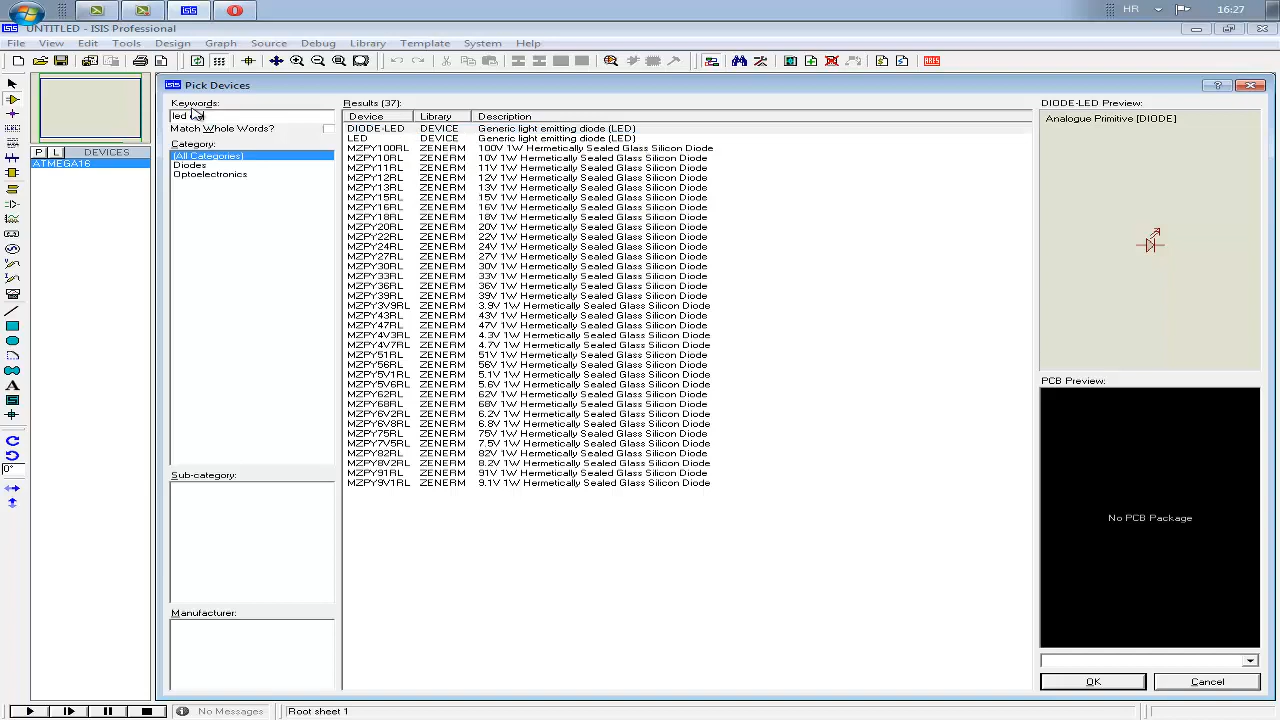 HR 16:27
UNTITLED - ISIS Professional
File View Edit Tools Design Graph Source Debug Library Template System Help
ISIS Pick Devices
Keywords:
led
Match Whole Words?
Category:
(All Categories)
Diodes
Optoelectronics
Sub-category:
Manufacturer:
P L DEVICES
ATMEGA16
0°
Results (37):
Device Library Description
DIODE-LED DEVICE Generic light emitting diode (LED)
LED DEVICE Generic light emitting diode (LED)
MZPY100RL ZENERM 100V 1W Hermetically Sealed Glass Silicon Diode
MZPY10RL ZENERM 10V 1W Hermetically Sealed Glass Silicon Diode
MZPY11RL ZENERM 11V 1W Hermetically Sealed Glass Silicon Diode
MZPY12RL ZENERM 12V 1W Hermetically Sealed Glass Silicon Diode
MZPY13RL ZENERM 13V 1W Hermetically Sealed Glass Silicon Diode
MZPY15RL ZENERM 15V 1W Hermetically Sealed Glass Silicon Diode
MZPY16RL ZENERM 16V 1W Hermetically Sealed Glass Silicon Diode
MZPY18RL ZENERM 18V 1W Hermetically Sealed Glass Silicon Diode
MZPY20RL ZENERM 20V 1W Hermetically Sealed Glass Silicon Diode
MZPY22RL ZENERM 22V 1W Hermetically Sealed Glass Silicon Diode
MZPY24RL ZENERM 24V 1W Hermetically Sealed Glass Silicon Diode
MZPY27RL ZENERM 27V 1W Hermetically Sealed Glass Silicon Diode
MZPY30RL ZENERM 30V 1W Hermetically Sealed Glass Silicon Diode
MZPY33RL ZENERM 33V 1W Hermetically Sealed Glass Silicon Diode
MZPY36RL ZENERM 36V 1W Hermetically Sealed Glass Silicon Diode
MZPY39RL ZENERM 39V 1W Hermetically Sealed Glass Silicon Diode
MZPY3V9RL ZENERM 3.9V 1W Hermetically Sealed Glass Silicon Diode
MZPY43RL ZENERM 43V 1W Hermetically Sealed Glass Silicon Diode
MZPY47RL ZENERM 47V 1W Hermetically Sealed Glass Silicon Diode
MZPY4V3RL ZENERM 4.3V 1W Hermetically Sealed Glass Silicon Diode
MZPY4V7RL ZENERM 4.7V 1W Hermetically Sealed Glass Silicon Diode
MZPY51RL ZENERM 51V 1W Hermetically Sealed Glass Silicon Diode
MZPY56RL ZENERM 56V 1W Hermetically Sealed Glass Silicon Diode
MZPY5V1RL ZENERM 5.1V 1W Hermetically Sealed Glass Silicon Diode
MZPY5V6RL ZENERM 5.6V 1W Hermetically Sealed Glass Silicon Diode
MZPY62RL ZENERM 62V 1W Hermetically Sealed Glass Silicon Diode
MZPY68RL ZENERM 68V 1W Hermetically Sealed Glass Silicon Diode
MZPY6V2RL ZENERM 6.2V 1W Hermetically Sealed Glass Silicon Diode
MZPY6V8RL ZENERM 6.8V 1W Hermetically Sealed Glass Silicon Diode
MZPY75RL ZENERM 75V 1W Hermetically Sealed Glass Silicon Diode
MZPY7V5RL ZENERM 7.5V 1W Hermetically Sealed Glass Silicon Diode
MZPY82RL ZENERM 82V 1W Hermetically Sealed Glass Silicon Diode
MZPY8V2RL ZENERM 8.2V 1W Hermetically Sealed Glass Silicon Diode
MZPY91RL ZENERM 91V 1W Hermetically Sealed Glass Silicon Diode
MZPY9V1RL ZENERM 9.1V 1W Hermetically Sealed Glass Silicon Diode
DIODE-LED Preview:
Analogue Primitive [DIODE]
PCB Preview:
No PCB Package
OK Cancel
No Messages Root sheet 1